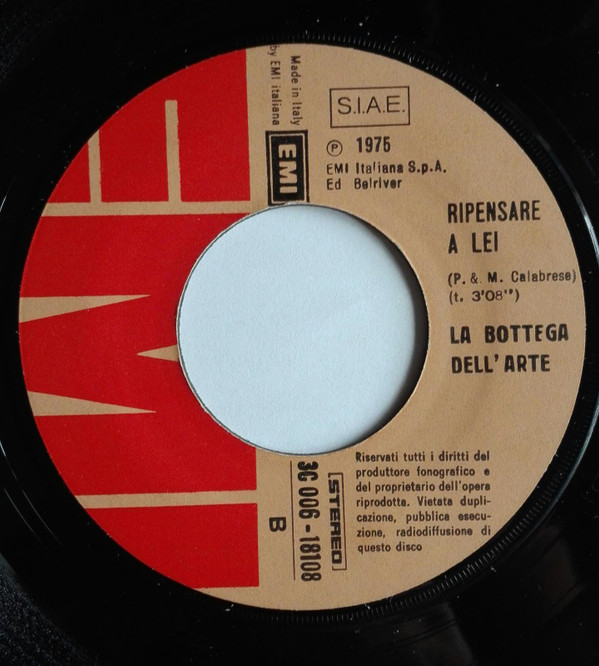 Made in Italy
by EMI italiana
EMI
S.I.A.E.
℗ 1975
EMI Italiana S.p.A.
Ed Belriver
RIPENSARE
A LEI
(P. & M. Calabrese)
(t. 3'08")
LA BOTTEGA
DELL'ARTE
Riservati tutti i diritti del
produttore fonografico e
del proprietario dell'opera
riprodotta. Vietata dupli-
cazione, pubblica esecu-
zione, radiodiffusione di
questo disco
STEREO
3C 006 - 18108
B
EMI